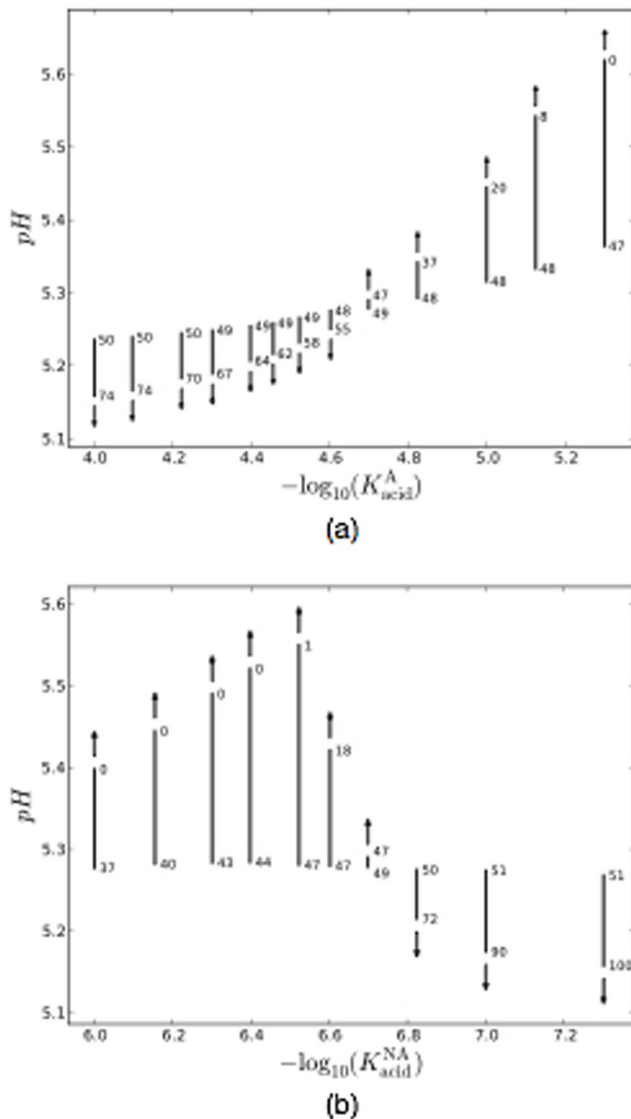 5.6
5.5
5.4
5.3
5.2
5.1
pH
50 50 50 49 49 49 49 48 47 37 20 8 0
74 74 70 67 64 62 58 55 49 48 48 48 47
4.0 4.2 4.4 4.6 4.8 5.0 5.2
−log₁₀(K^A_acid)
(a)
5.6
5.5
5.4
5.3
5.2
5.1
pH
0 0 0 0 1 18 47 50 51 51
37 40 43 44 47 47 49 72 90 100
6.0 6.2 6.4 6.6 6.8 7.0 7.2
−log₁₀(K^NA_acid)
(b)